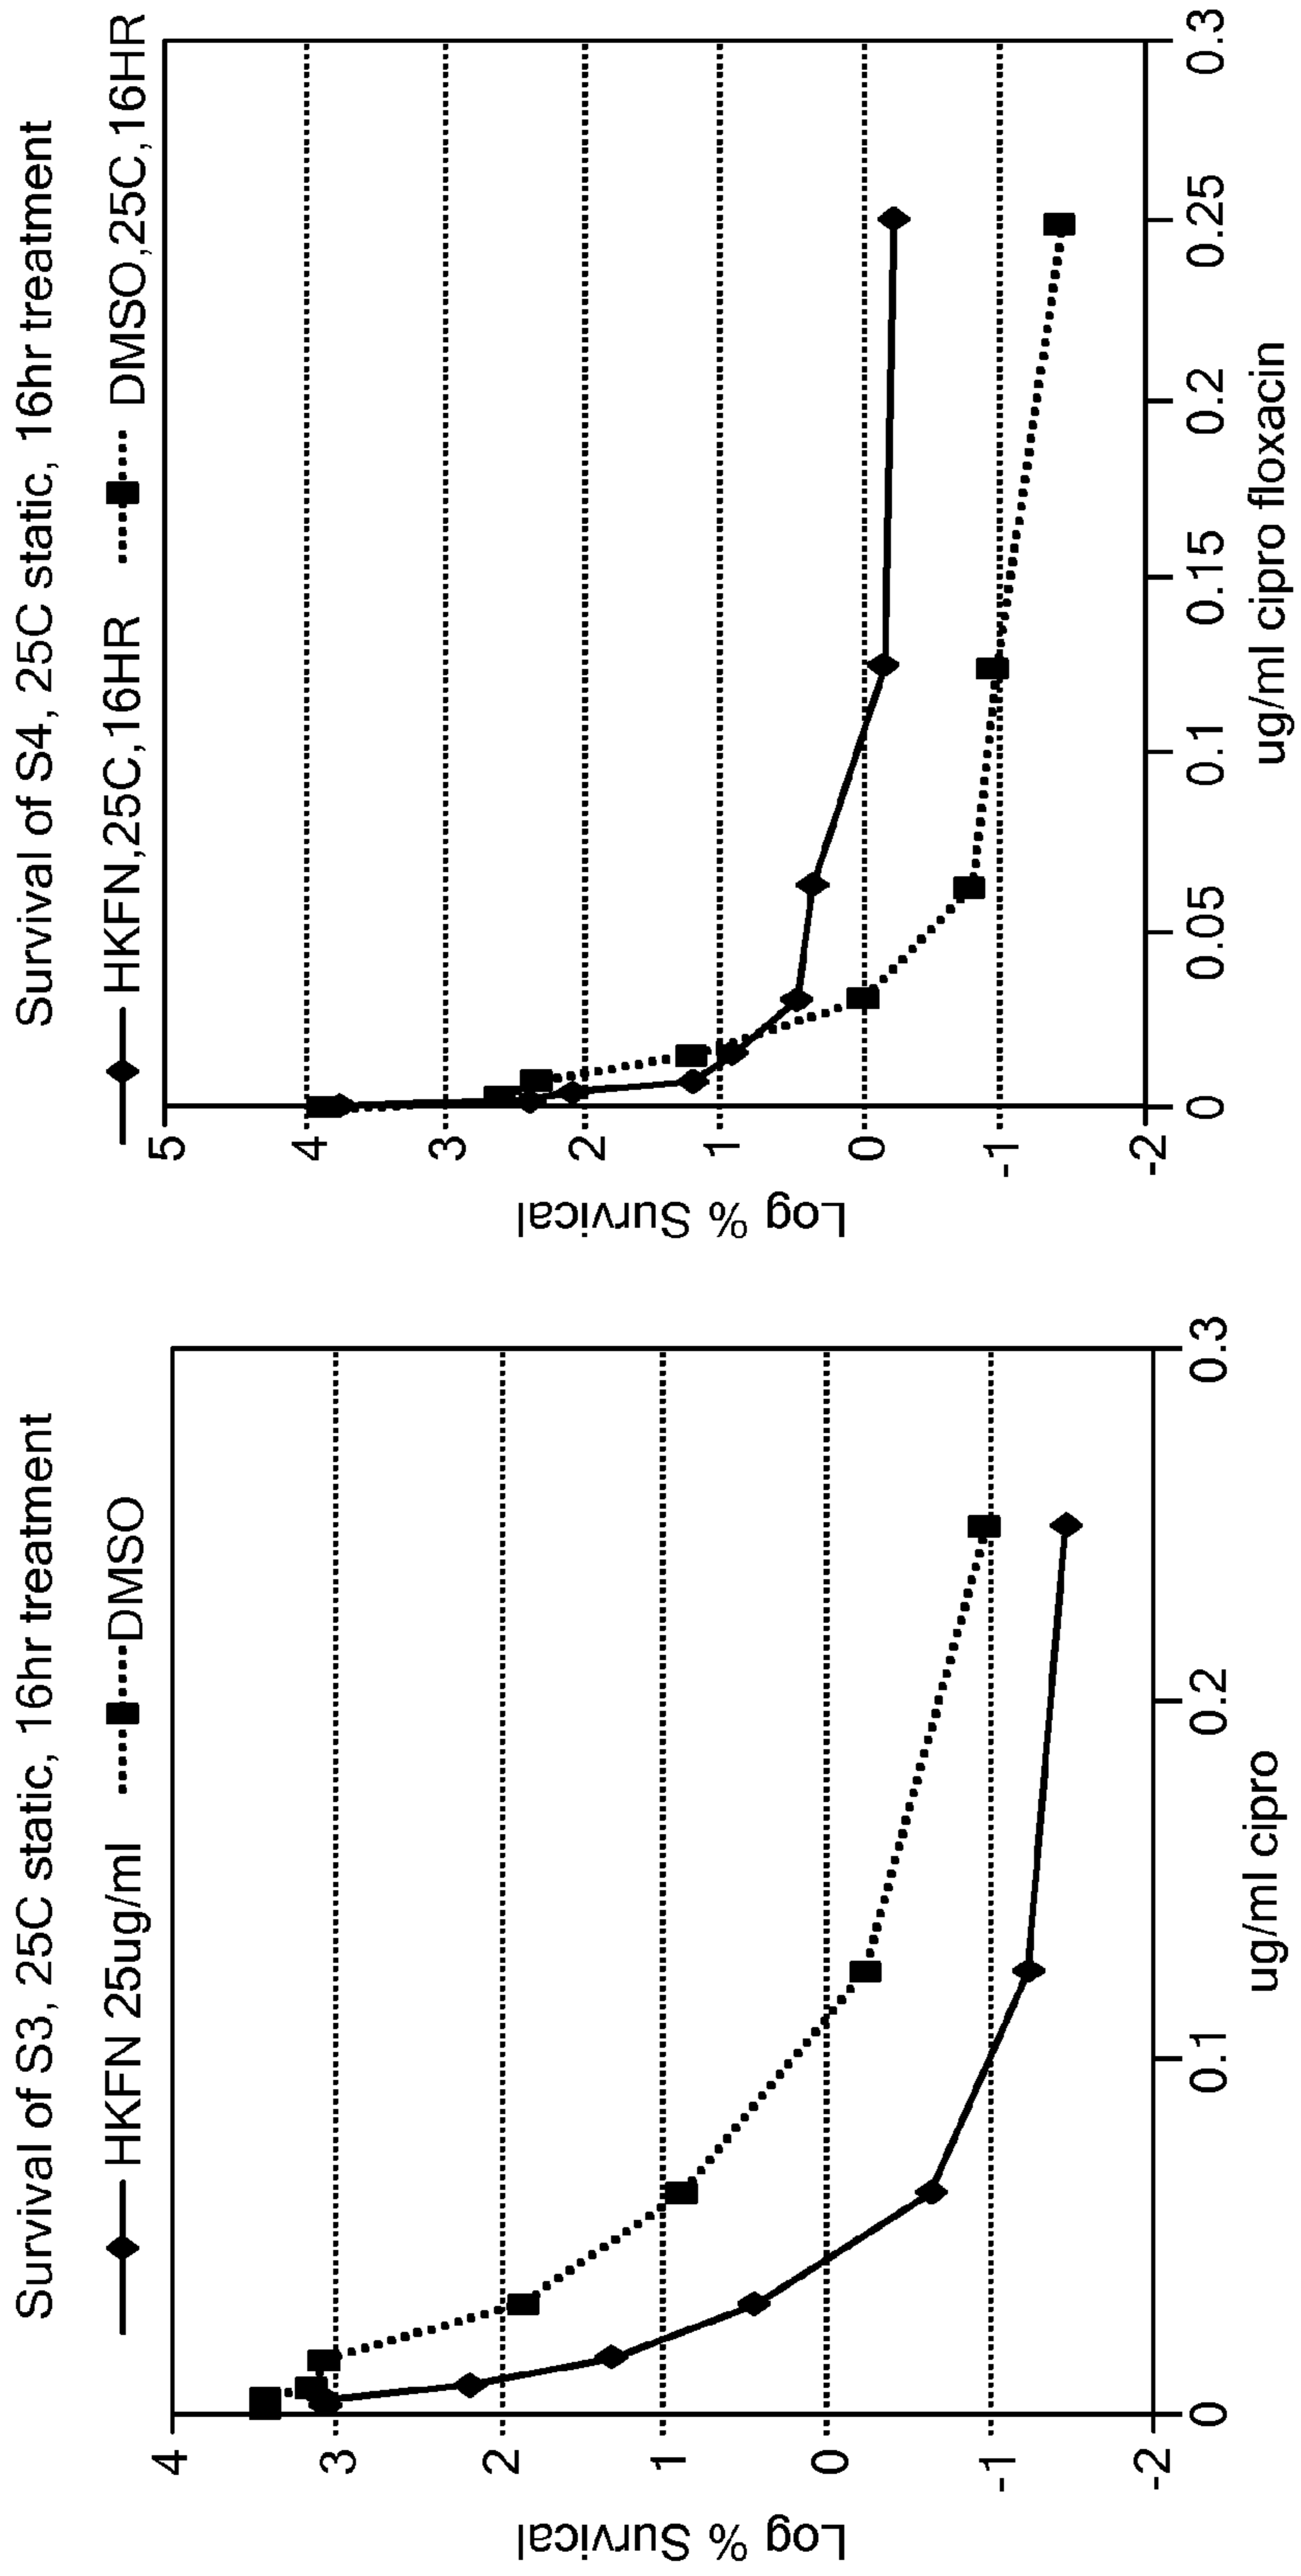 Survival of S3, 25C static, 16hr treatment
HKFN 25ug/ml DMSO
Log % Survical
4
3
2
1
0
-1
-2
0 0.1 0.2 0.3
ug/ml cipro
Survival of S4, 25C static, 16hr treatment
HKFN,25C,16HR DMSO,25C,16HR
Log % Survical
5
4
3
2
1
0
-1
-2
0 0.05 0.1 0.15 0.2 0.25 0.3
ug/ml cipro floxacin